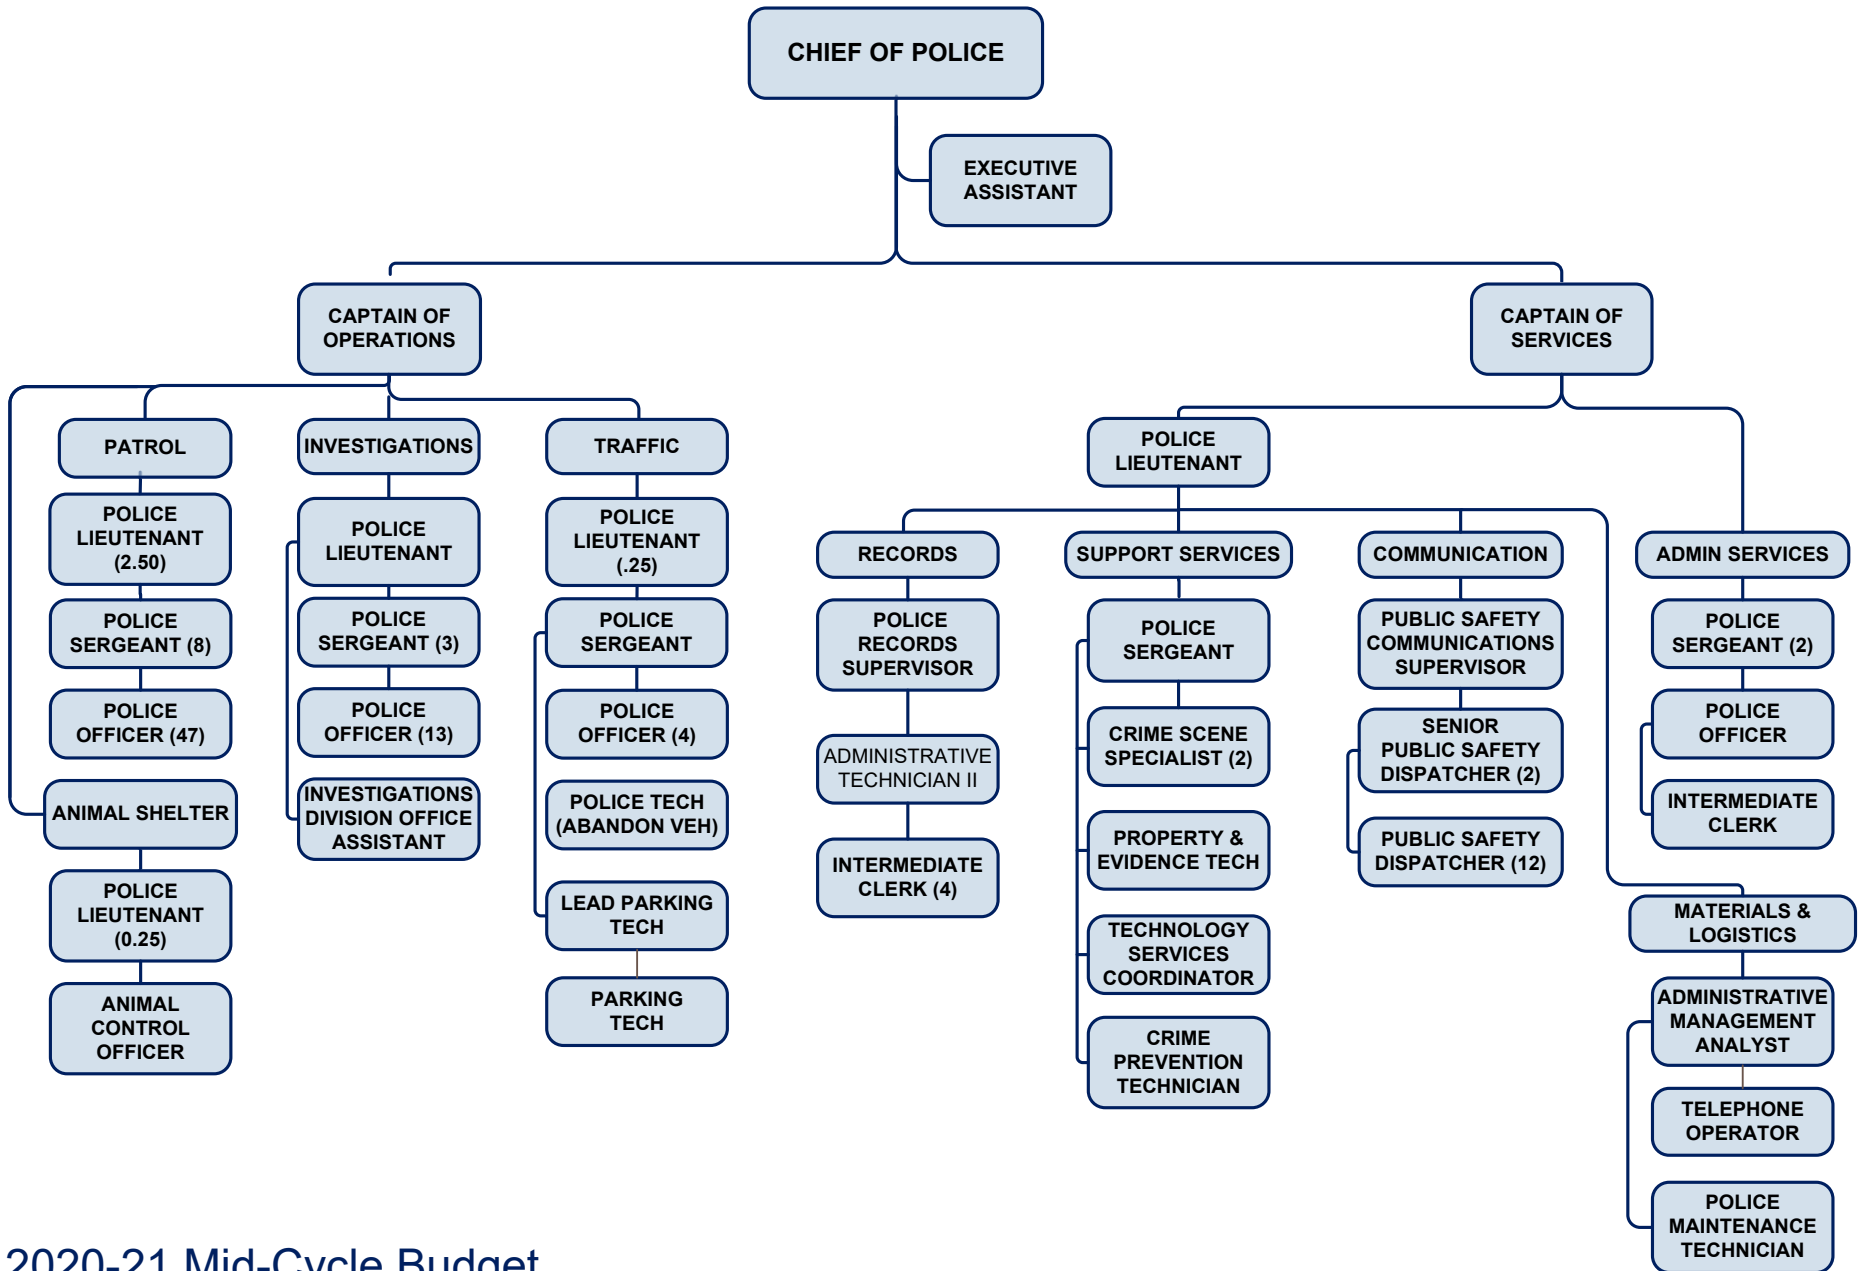 CHIEF OF POLICE
EXECUTIVE
ASSISTANT
CAPTAIN OF
OPERATIONS
CAPTAIN OF
SERVICES
PATROL
POLICE
LIEUTENANT
(2.50)
POLICE
SERGEANT (8)
POLICE
OFFICER (47)
ANIMAL SHELTER
POLICE
LIEUTENANT
(0.25)
ANIMAL
CONTROL
OFFICER
INVESTIGATIONS
POLICE
LIEUTENANT
POLICE
SERGEANT (3)
POLICE
OFFICER (13)
INVESTIGATIONS
DIVISION OFFICE
ASSISTANT
TRAFFIC
POLICE
LIEUTENANT
(.25)
POLICE
SERGEANT
POLICE
OFFICER (4)
POLICE TECH
(ABANDON VEH)
LEAD PARKING
TECH
PARKING
TECH
POLICE
LIEUTENANT
RECORDS
POLICE
RECORDS
SUPERVISOR
ADMINISTRATIVE
TECHNICIAN II
INTERMEDIATE
CLERK (4)
SUPPORT SERVICES
POLICE
SERGEANT
CRIME SCENE
SPECIALIST (2)
PROPERTY &
EVIDENCE TECH
TECHNOLOGY
SERVICES
COORDINATOR
CRIME
PREVENTION
TECHNICIAN
COMMUNICATION
PUBLIC SAFETY
COMMUNICATIONS
SUPERVISOR
SENIOR
PUBLIC SAFETY
DISPATCHER (2)
PUBLIC SAFETY
DISPATCHER (12)
ADMIN SERVICES
POLICE
SERGEANT (2)
POLICE
OFFICER
INTERMEDIATE
CLERK
MATERIALS &
LOGISTICS
ADMINISTRATIVE
MANAGEMENT
ANALYST
TELEPHONE
OPERATOR
POLICE
MAINTENANCE
TECHNICIAN
2020-21 Mid-Cycle Budget